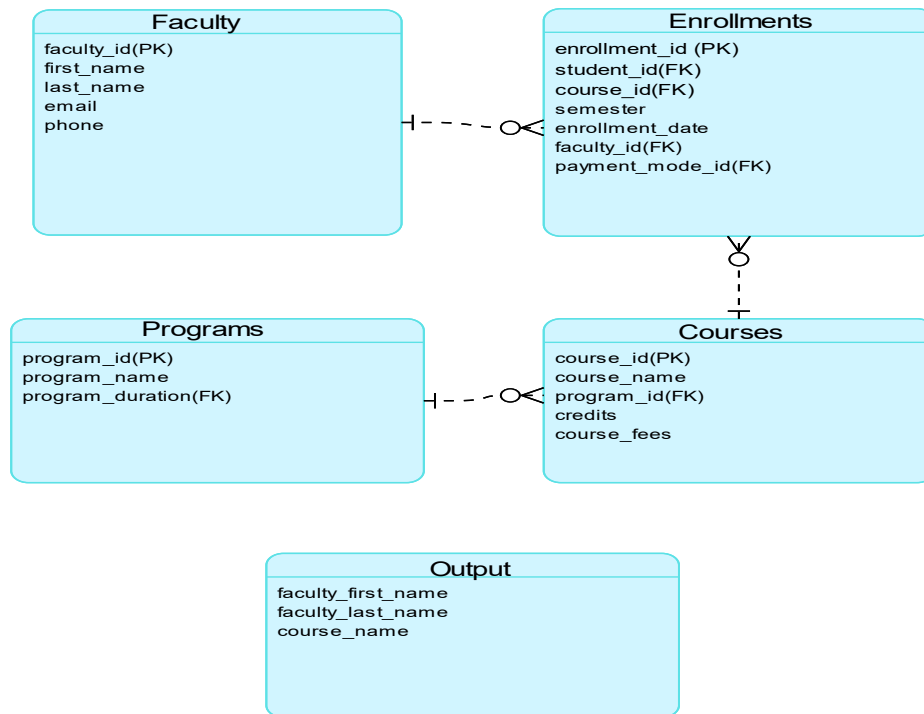 Faculty
faculty_id(PK)
first_name
last_name
email
phone
Enrollments
enrollment_id (PK)
student_id(FK)
course_id(FK)
semester
enrollment_date
faculty_id(FK)
payment_mode_id(FK)
Programs
program_id(PK)
program_name
program_duration(FK)
Courses
course_id(PK)
course_name
program_id(FK)
credits
course_fees
Output
faculty_first_name
faculty_last_name
course_name